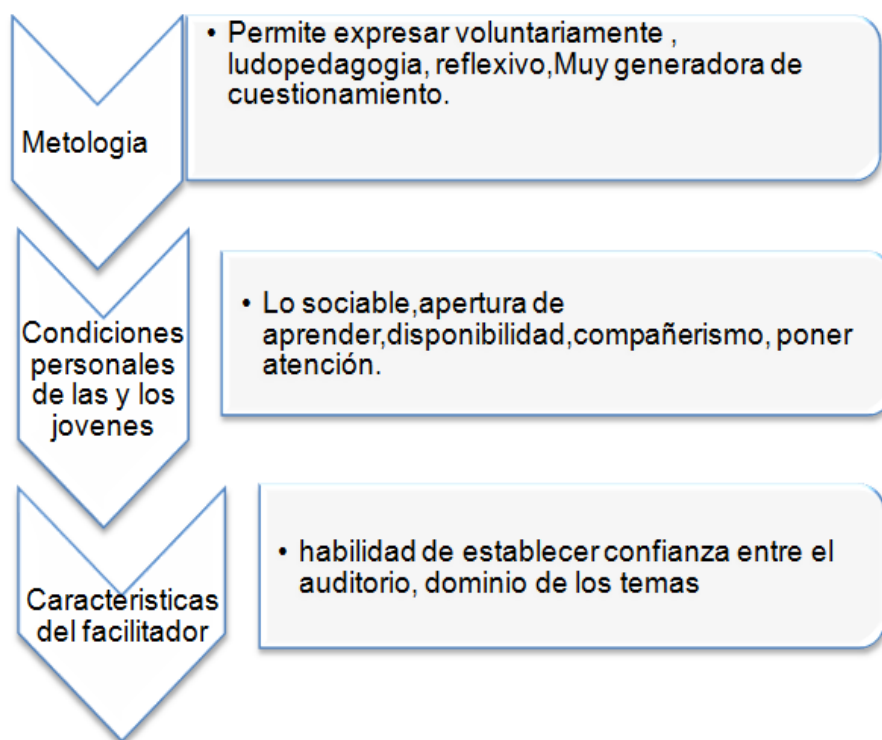 • Permite expresar voluntariamente ,
ludopedagogia, reflexivo,Muy generadora de
cuestionamiento.
Metologia
• Lo sociable,apertura de
aprender,disponibilidad,compañerismo, poner
atención.
Condiciones
personales
de las y los
jovenes
• habilidad de establecer confianza entre el
auditorio, dominio de los temas
Caracteristicas
del facilitador